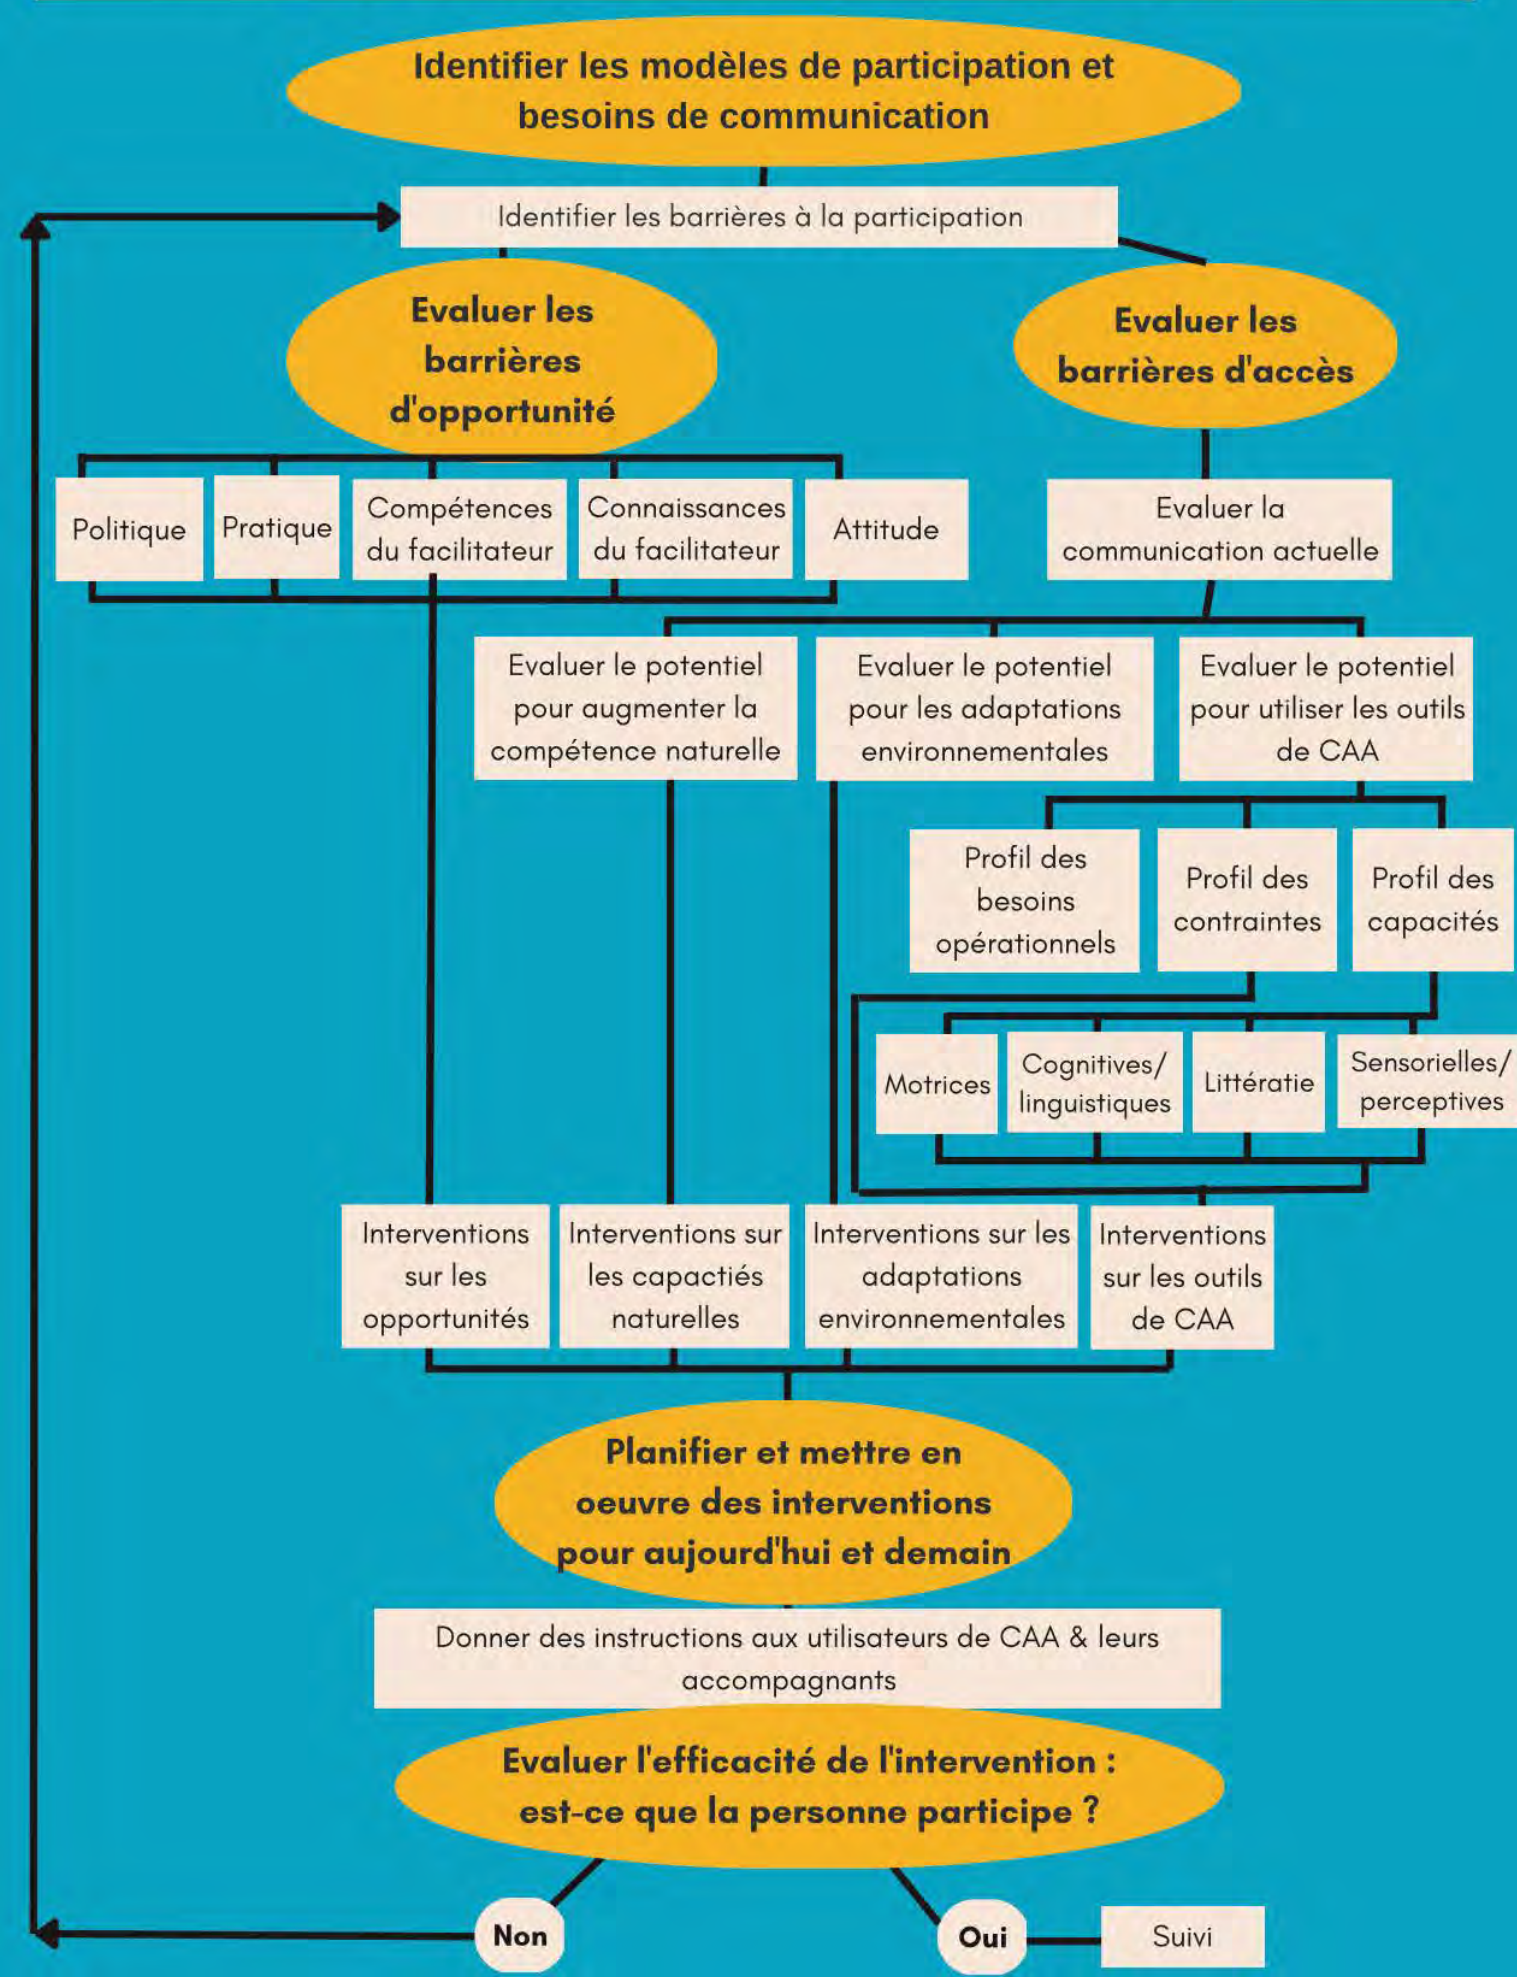 Identifier les modèles de participation et
besoins de communication
Identifier les barrières à la participation
Evaluer les
barrières
d'opportunité
Evaluer les
barrières d'accès
Politique
Pratique
Compétences
du facilitateur
Connaissances
du facilitateur
Attitude
Evaluer la
communication actuelle
Evaluer le potentiel
pour augmenter la
compétence naturelle
Evaluer le potentiel
pour les adaptations
environnementales
Evaluer le potentiel
pour utiliser les outils
de CAA
Profil des
besoins
opérationnels
Profil des
contraintes
Profil des
capacités
Motrices
Cognitives/
linguistiques
Littératie
Sensorielles/
perceptives
Interventions
sur les
opportunités
Interventions sur
les capactiés
naturelles
Interventions sur les
adaptations
environnementales
Interventions
sur les outils
de CAA
Planifier et mettre en
oeuvre des interventions
pour aujourd'hui et demain
Donner des instructions aux utilisateurs de CAA & leurs
accompagnants
Evaluer l'efficacité de l'intervention :
est-ce que la personne participe ?
Non
Oui
Suivi